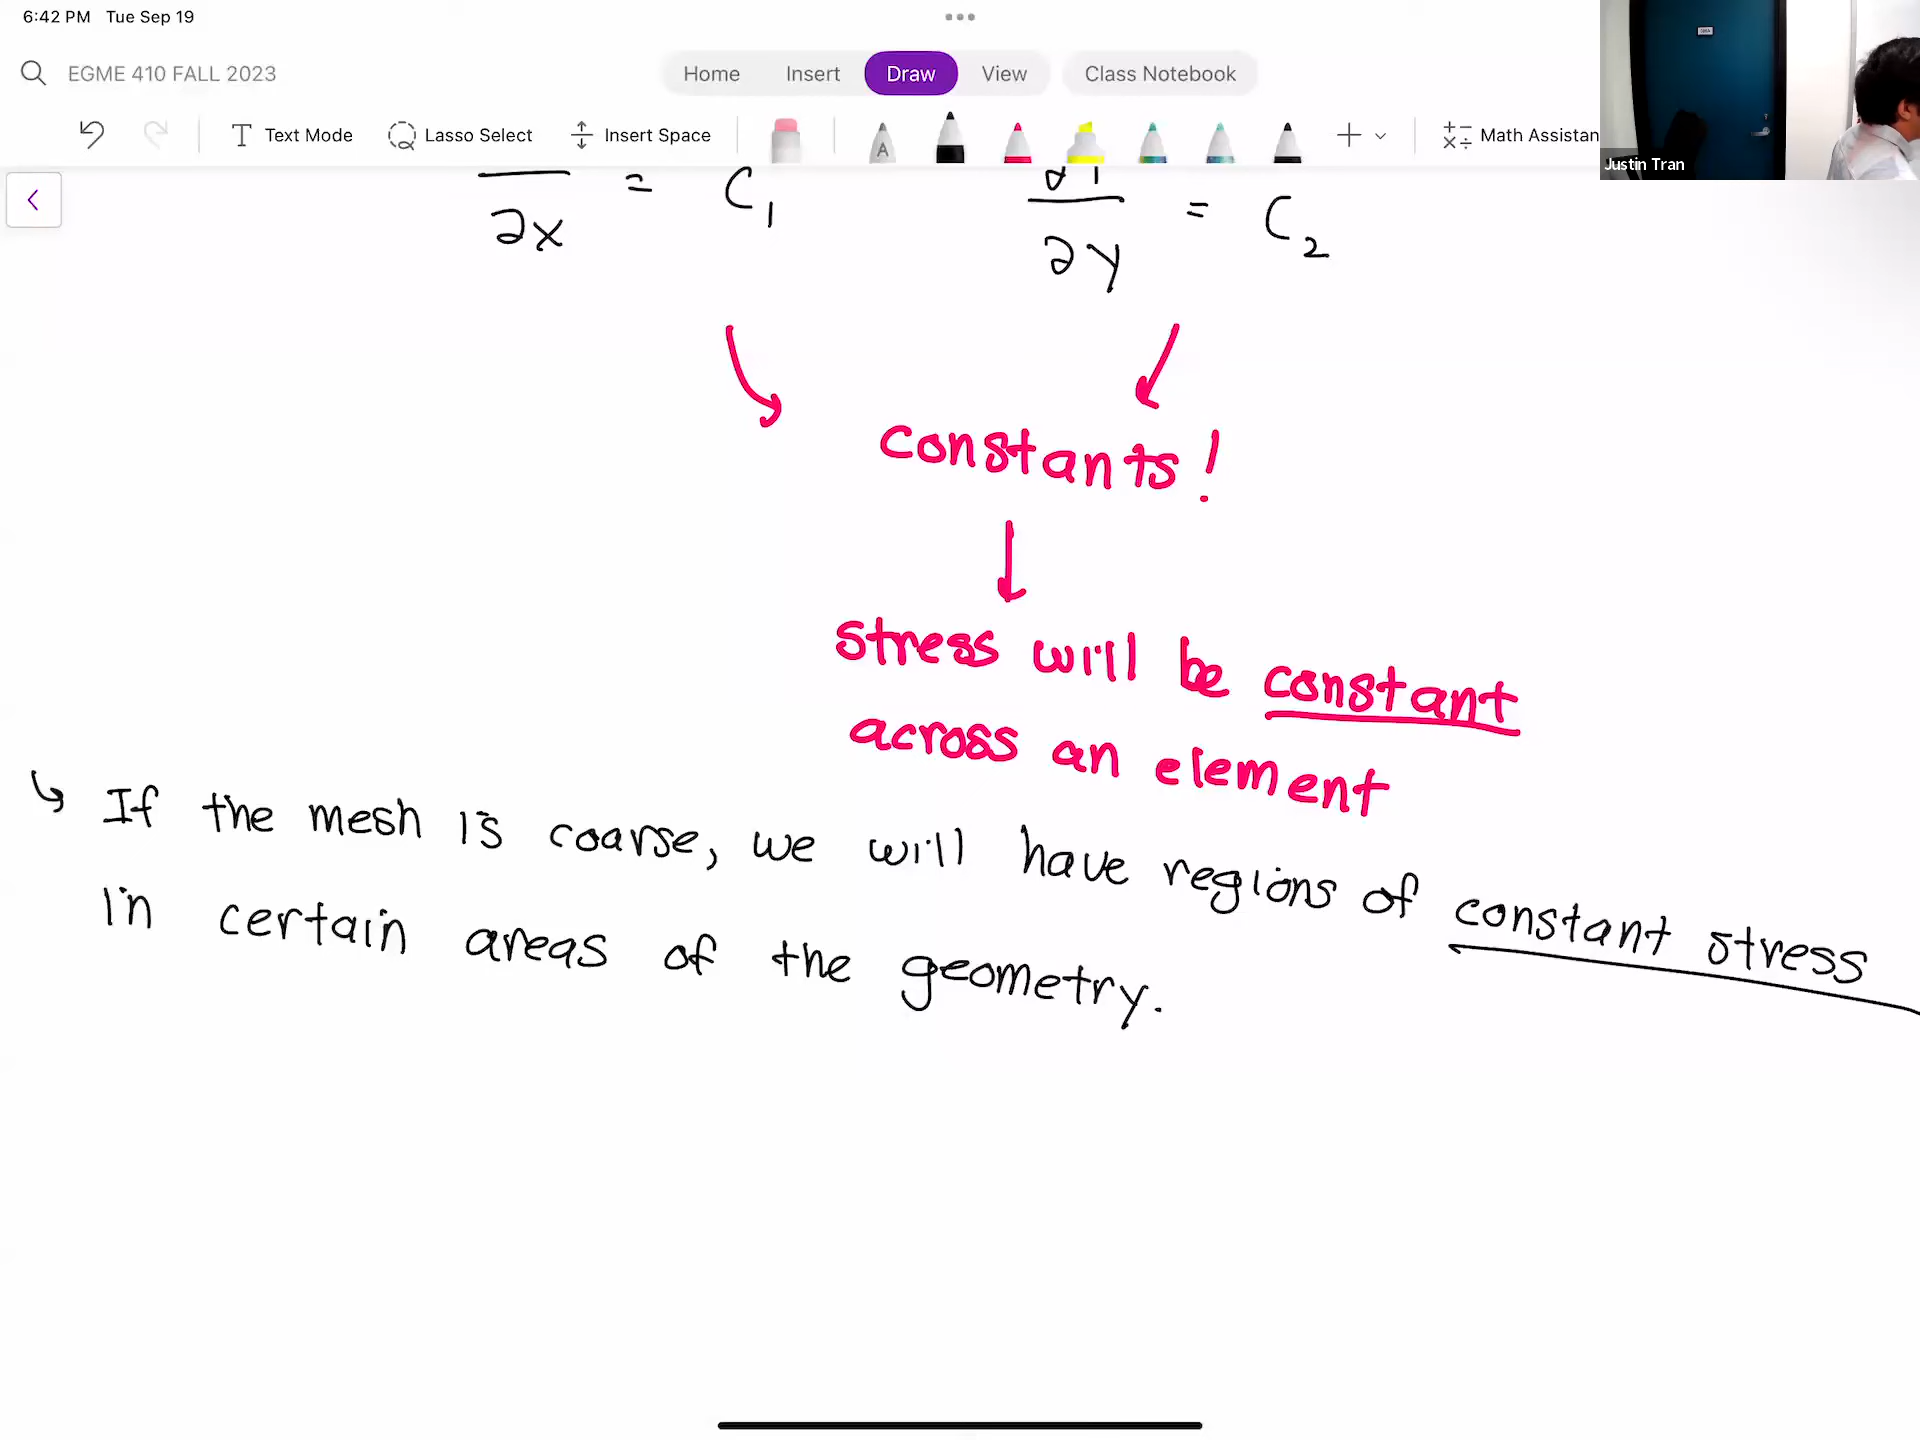 6:42 PM Tue Sep 19
EGME 410 FALL 2023
Home Insert Draw View Class Notebook
Text Mode Lasso Select Insert Space A Math Assistan
Justin Tran
∂x = C₁
∂y = C₂
constants!
stress will be constant
across an element
↳ If the mesh is coarse, we will have regions of constant stress
in certain areas of the geometry.